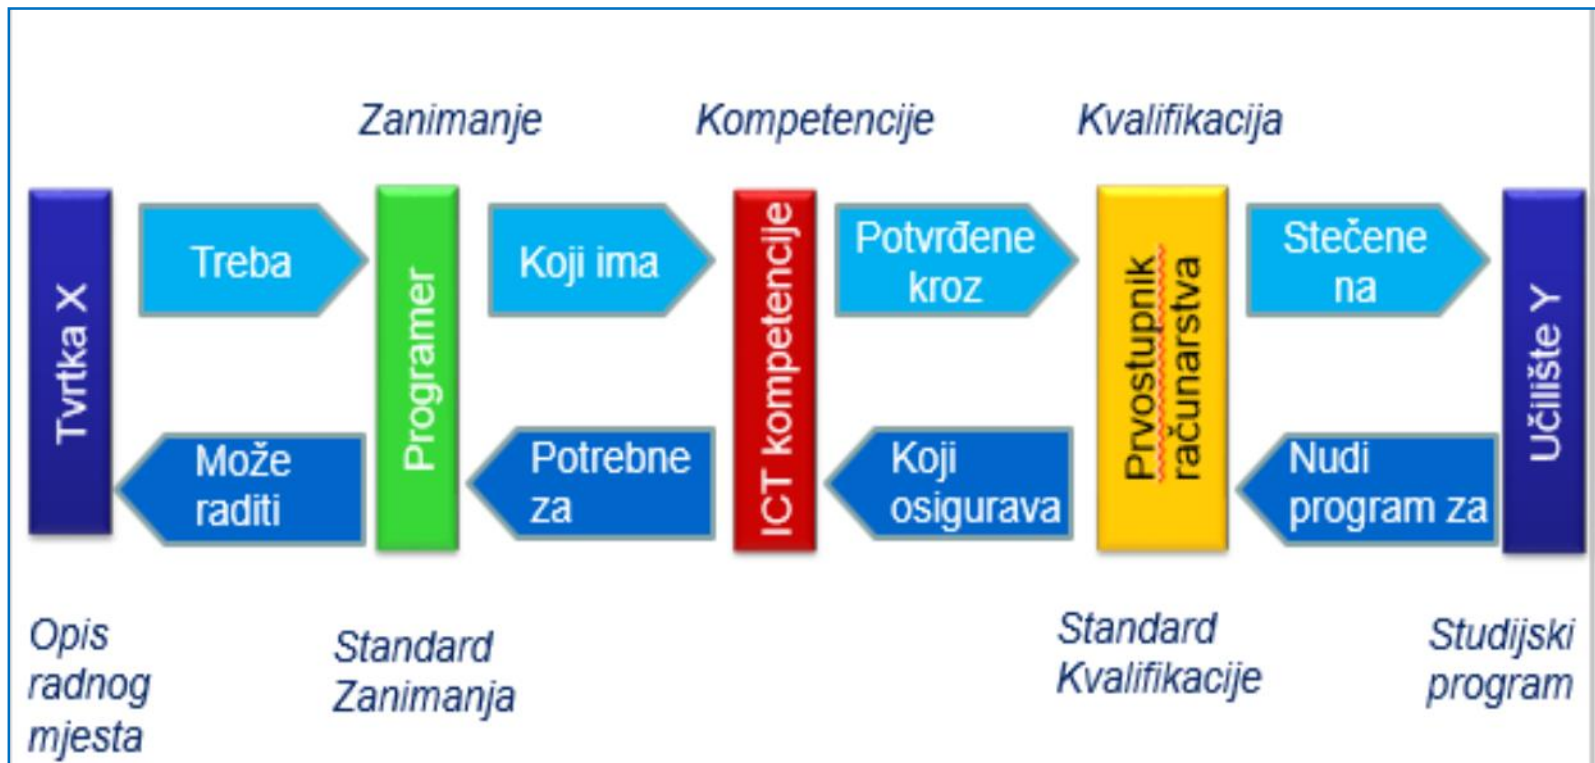 Zanimanje
Kompetencije
Kvalifikacija
Tvrtka X
Treba
Programer
Koji ima
ICT kompetencije
Potvrđene
kroz
Prvostupnik
računarstva
Stečene
na
Učilište Y
Može
raditi
Potrebne
za
Koji
osigurava
Nudi
program za
Opis
radnog
mjesta
Standard
Zanimanja
Standard
Kvalifikacije
Studijski
program